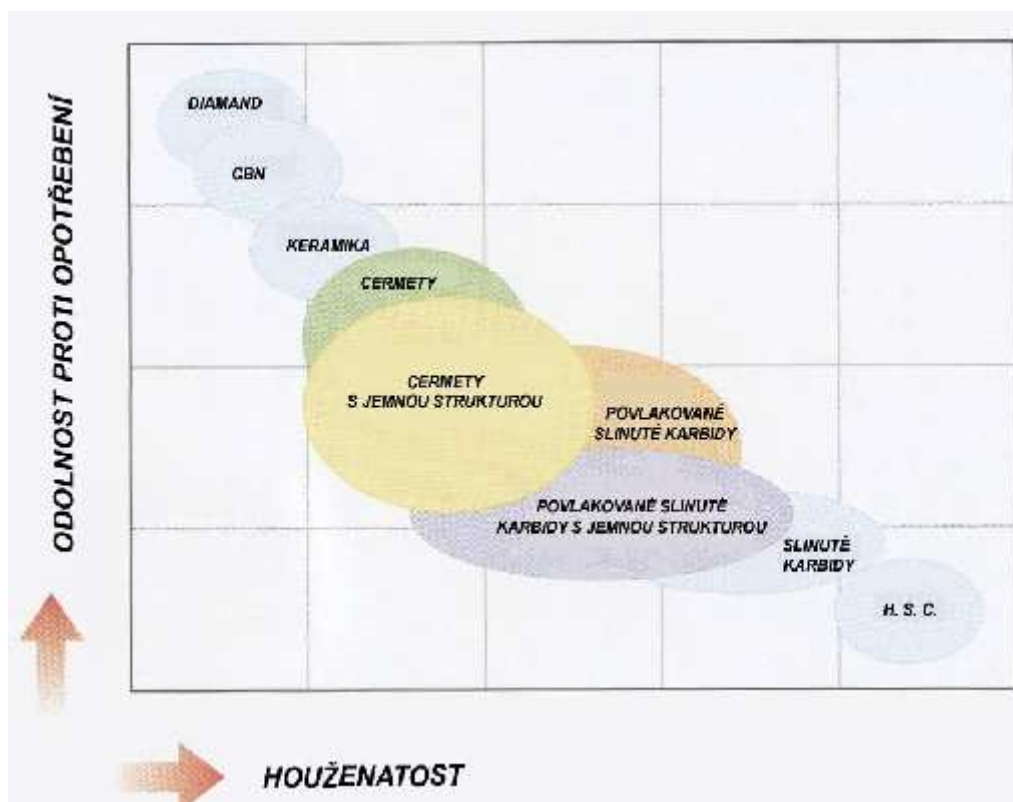 ODOLNOST PROTI OPOTŘEBENÍ
DIAMAND
CBN
KERAMIKA
CERMETY
CERMETY
S JEMNOU STRUKTUROU
POVLAKOVANÉ
SLINUTÉ KARBIDY
POVLAKOVANÉ SLINUTÉ
KARBIDY S JEMNOU STRUKTUROU
SLINUTÉ
KARBIDY
H. S. C.
HOUŽENATOST